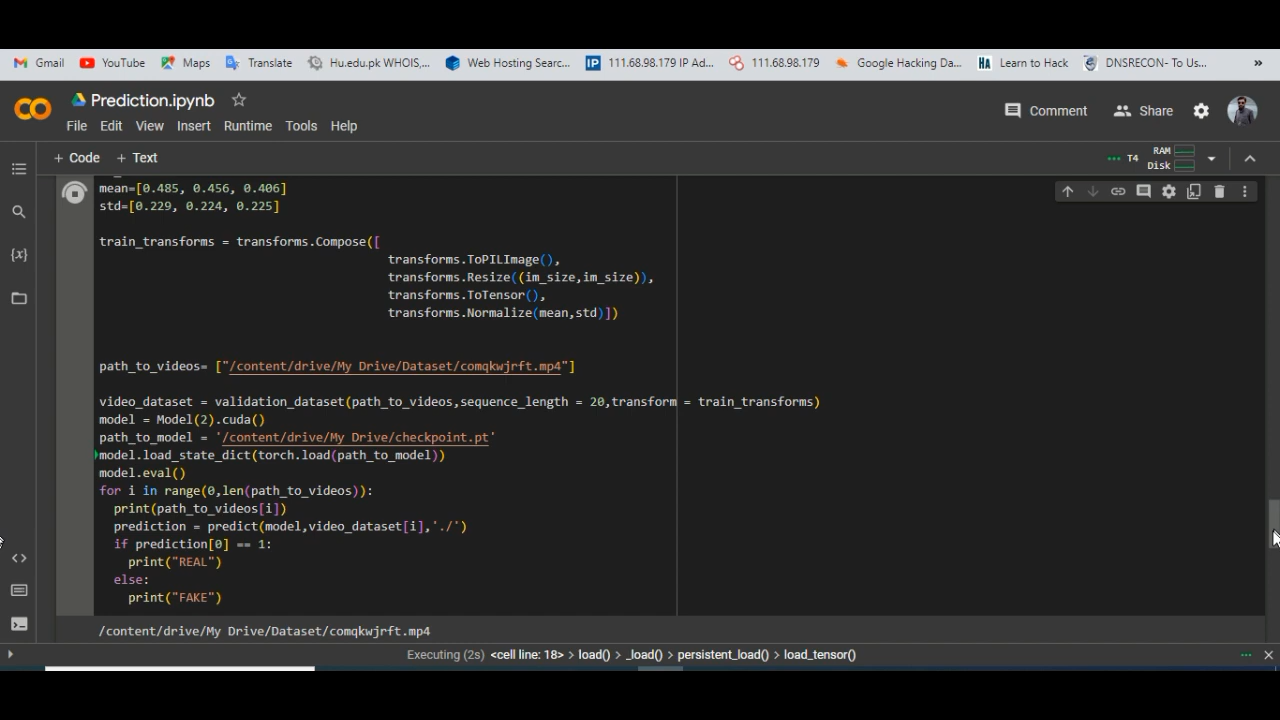 Gmail YouTube Maps Translate Hu.edu.pk WHOIS,... Web Hosting Searc... IP 111.68.98.179 IP Ad... 111.68.98.179 Google Hacking Da... HA Learn to Hack DNSRECON- To Us... »
Prediction.ipynb
Comment Share
File Edit View Insert Runtime Tools Help
+ Code + Text
T4 RAM Disk
mean=[0.485, 0.456, 0.406]
std=[0.229, 0.224, 0.225]
train_transforms = transforms.Compose([
transforms.ToPILImage(),
transforms.Resize((im_size,im_size)),
transforms.ToTensor(),
transforms.Normalize(mean,std)])
path_to_videos= ["/content/drive/My Drive/Dataset/comqkwjrft.mp4"]
video_dataset = validation_dataset(path_to_videos,sequence_length = 20,transform = train_transforms)
model = Model(2).cuda()
path_to_model = '/content/drive/My Drive/checkpoint.pt'
model.load_state_dict(torch.load(path_to_model))
model.eval()
for i in range(0,len(path_to_videos)):
print(path_to_videos[i])
prediction = predict(model,video_dataset[i],'./')
if prediction[0] == 1:
print("REAL")
else:
print("FAKE")
/content/drive/My Drive/Dataset/comqkwjrft.mp4
Executing (2s) <cell line: 18> > load() > _load() > persistent_load() > load_tensor()